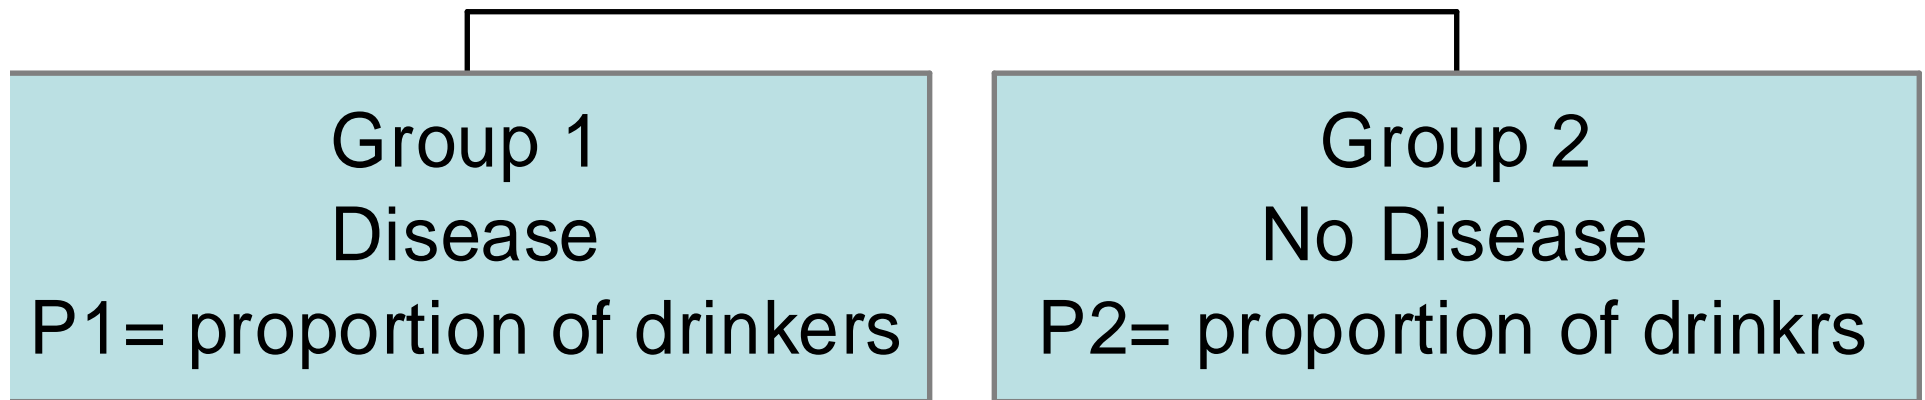 Group 1
Disease
P1= proportion of drinkers
Group 2
No Disease
P2= proportion of drinkrs